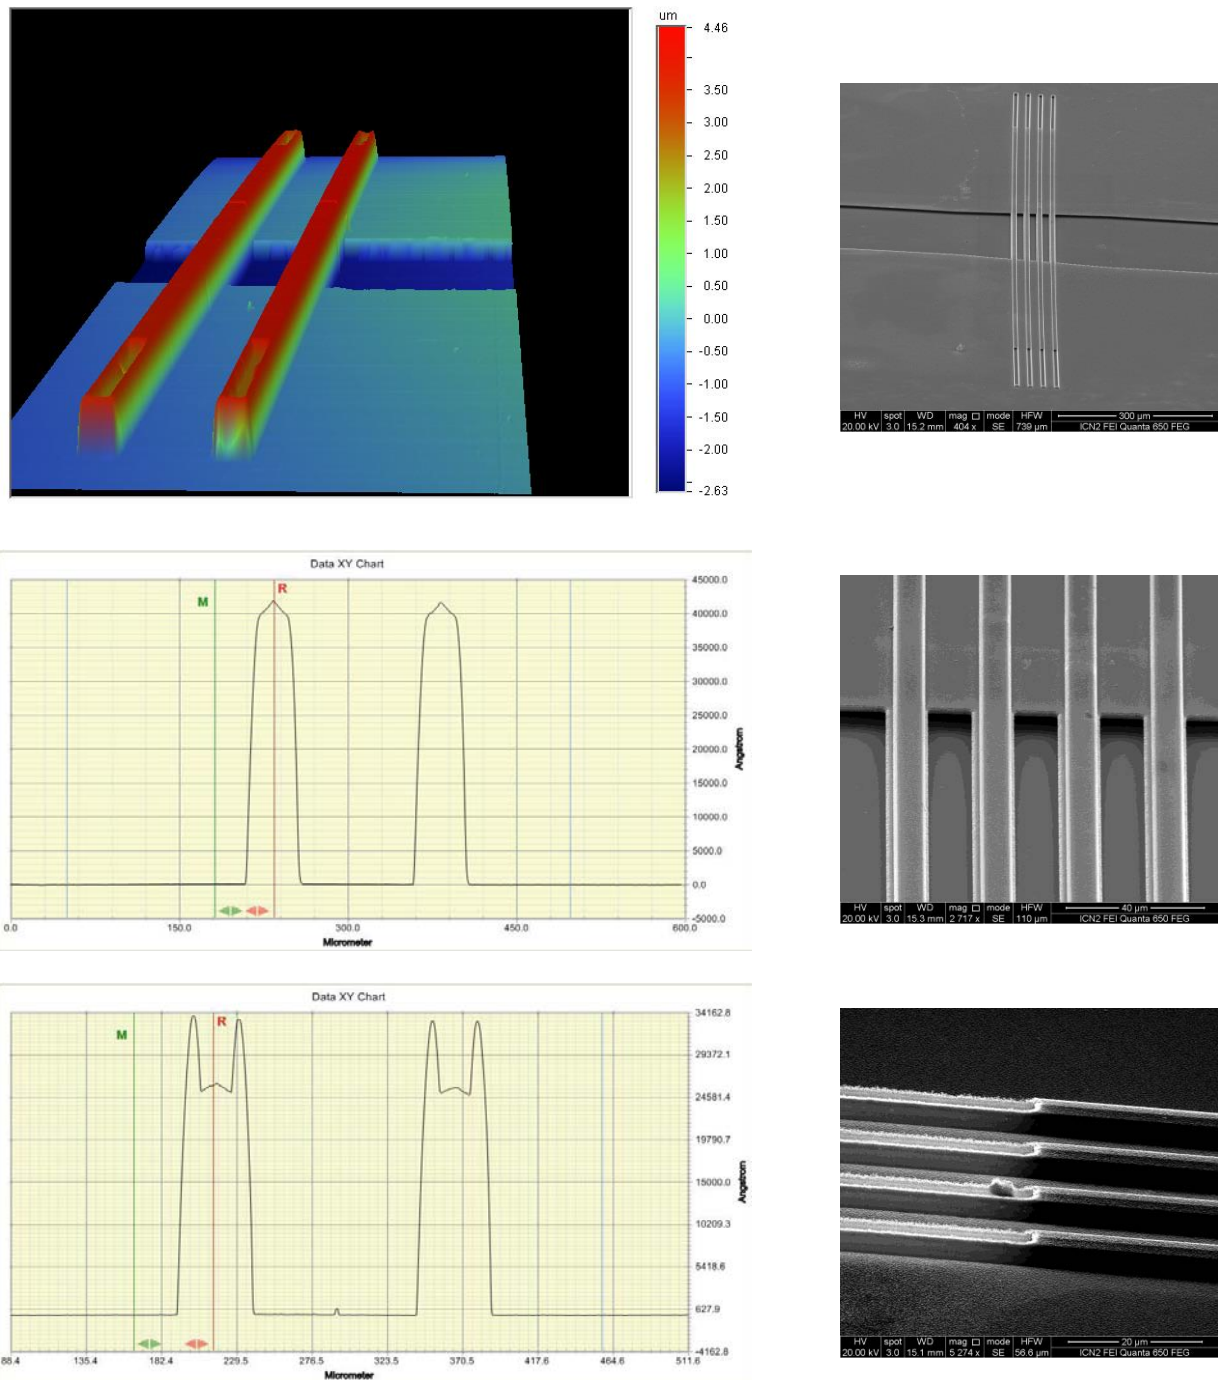 um
4.46
3.50
3.00
2.50
2.00
1.50
1.00
0.50
0.00
-0.50
-1.00
-1.50
-2.00
-2.63
HV spot WD mag □ mode HFW 300 µm
20.00 kV 3.0 15.2 mm 404 x SE 739 µm ICN2 FEI Quanta 650 FEG
Data XY Chart
M R
45000.0
40000.0
35000.0
30000.0
25000.0
20000.0
15000.0
10000.0
5000.0
0.0
-5000.0
Angstrom
0.0 150.0 300.0 450.0 600.0
Micrometer
HV spot WD mag □ mode HFW 40 µm
20.00 kV 3.0 15.3 mm 2 717 x SE 110 µm ICN2 FEI Quanta 650 FEG
Data XY Chart
M R
34162.8
29372.1
24581.4
19790.7
15000.0
10209.3
5418.6
627.9
-4162.8
Angstrom
88.4 135.4 182.4 229.5 276.5 323.5 370.5 417.6 464.6 511.6
Micrometer
HV spot WD mag □ mode HFW 20 µm
20.00 kV 3.0 15.1 mm 5 274 x SE 56.6 µm ICN2 FEI Quanta 650 FEG